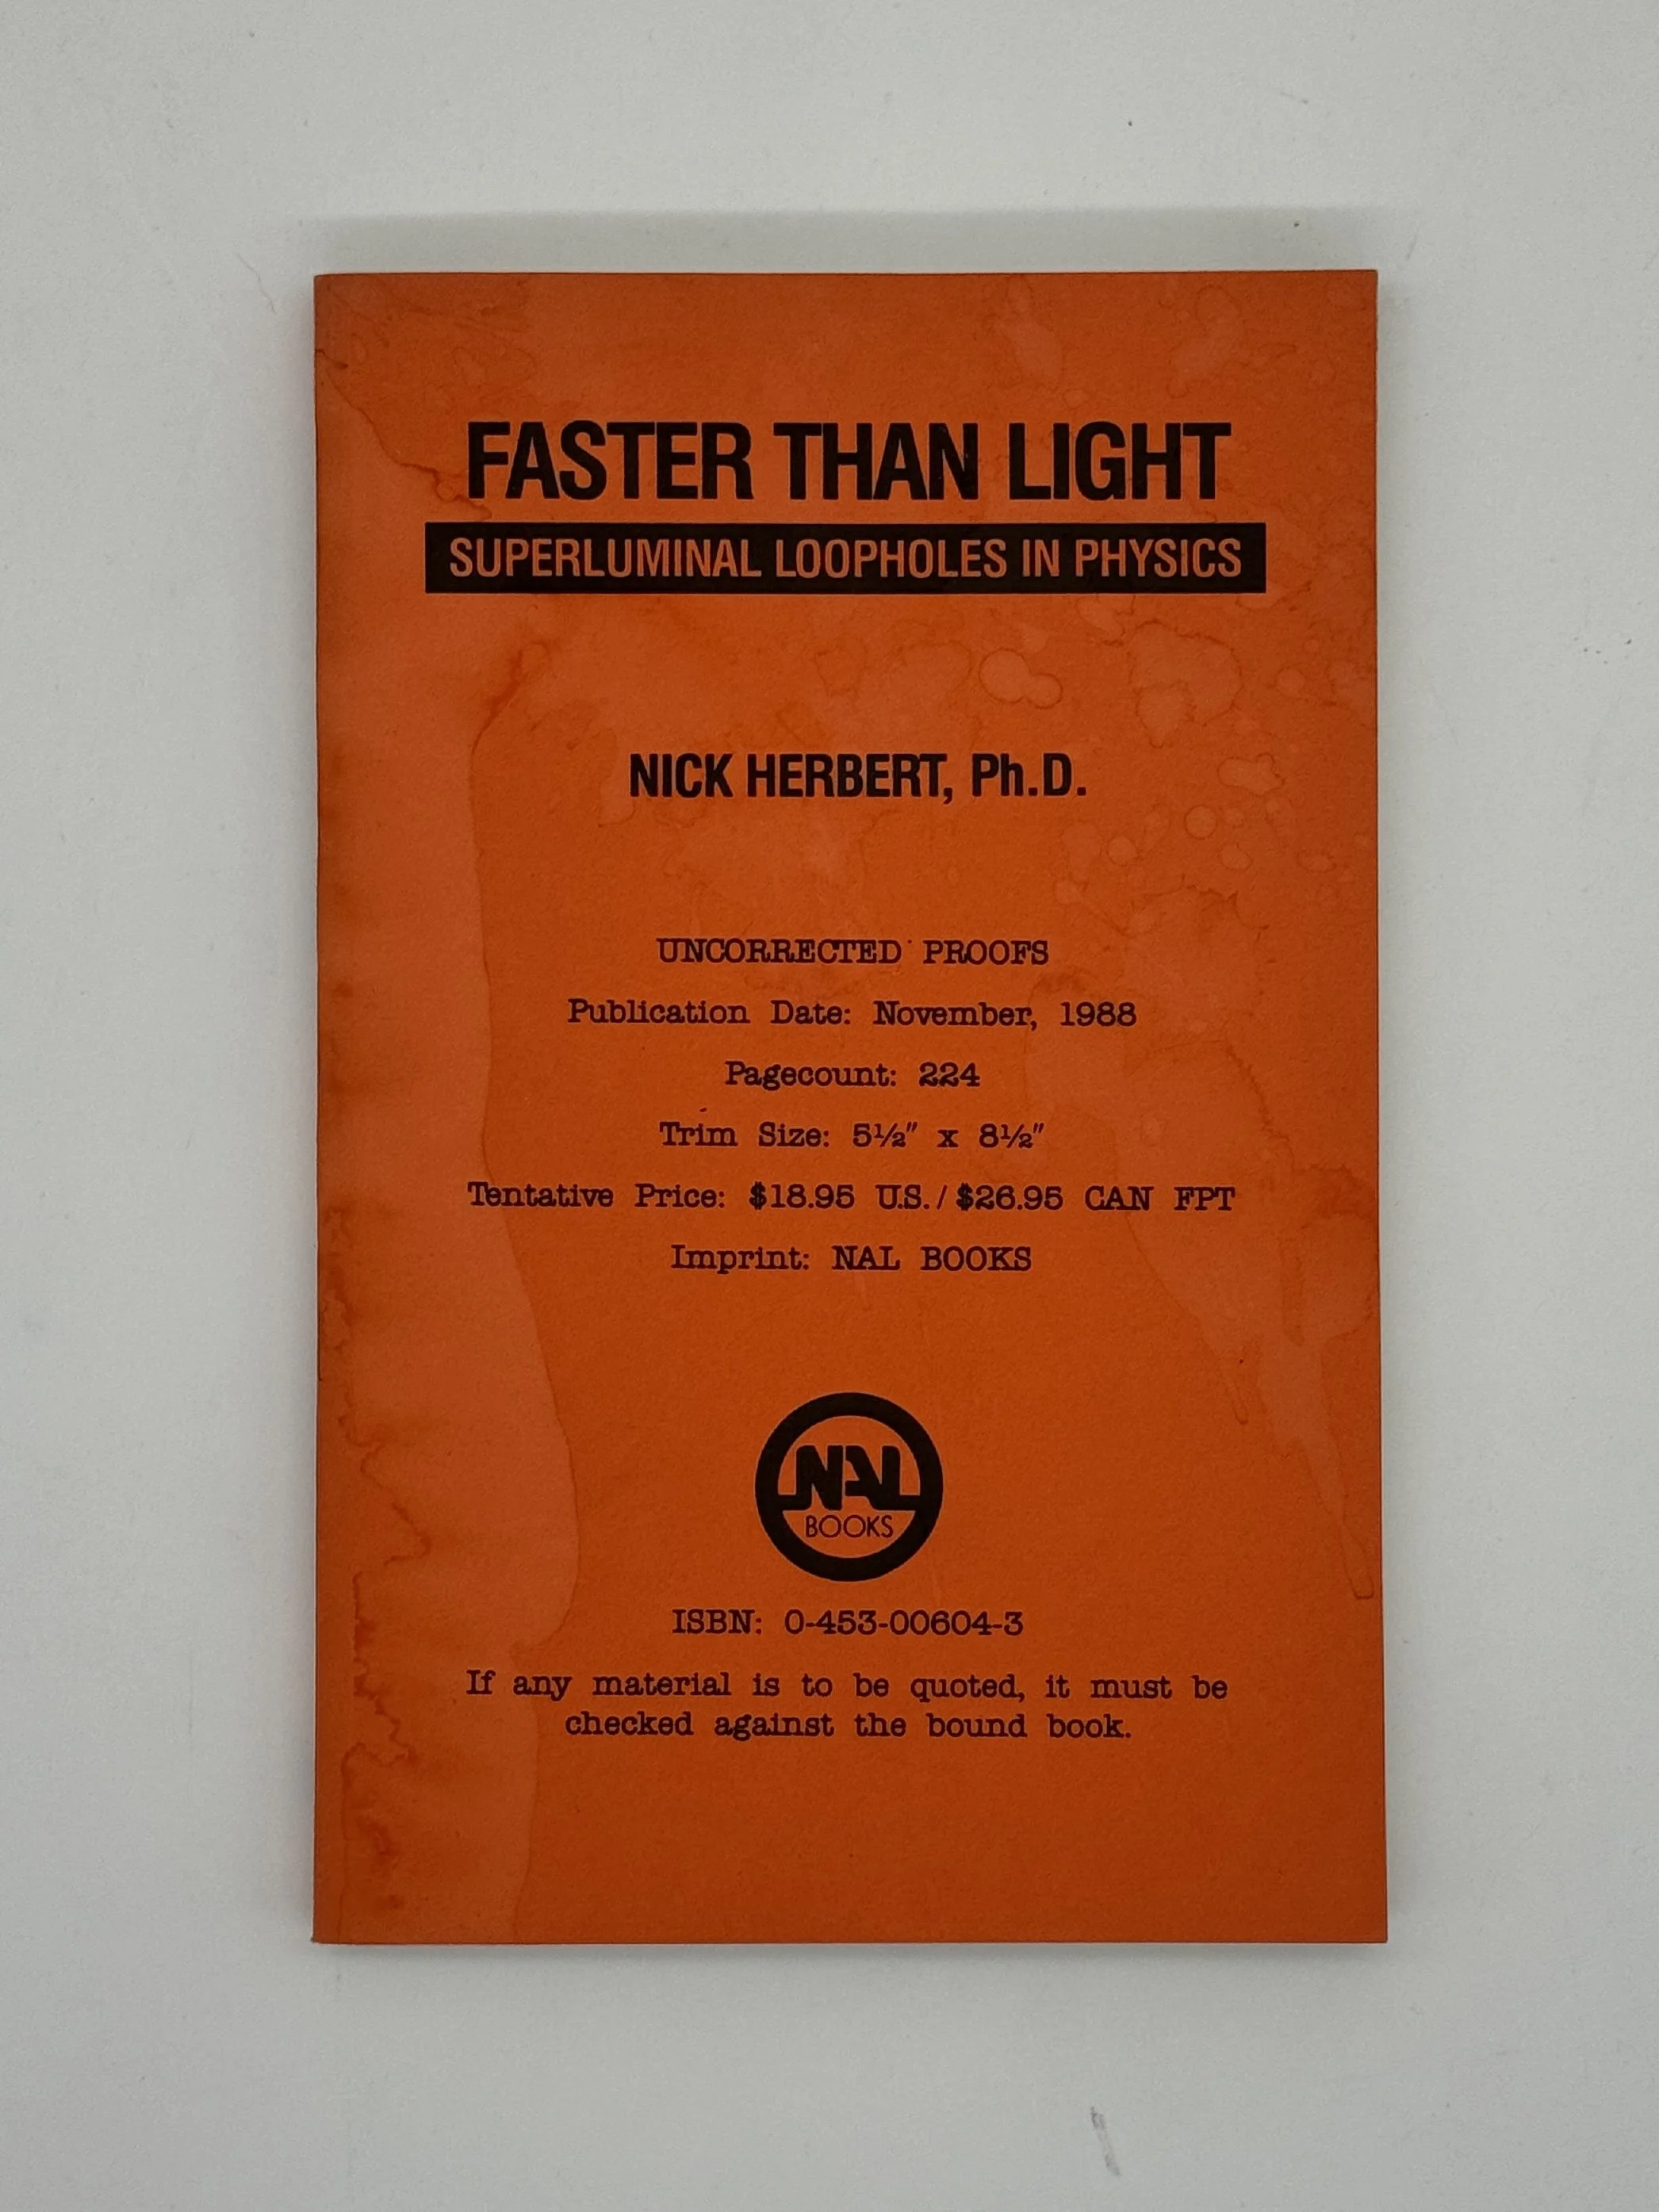 FASTER THAN LIGHT
SUPERLUMINAL LOOPHOLES IN PHYSICS
NICK HERBERT, Ph.D.
UNCORRECTED PROOFS
Publication Date: November, 1988
Pagecount: 224
Trim Size: 5½" x 8½"
Tentative Price: $18.95 U.S./$26.95 CAN FPT
Imprint: NAL BOOKS
NAL
BOOKS
ISBN: 0-453-00604-3
If any material is to be quoted, it must be
checked against the bound book.